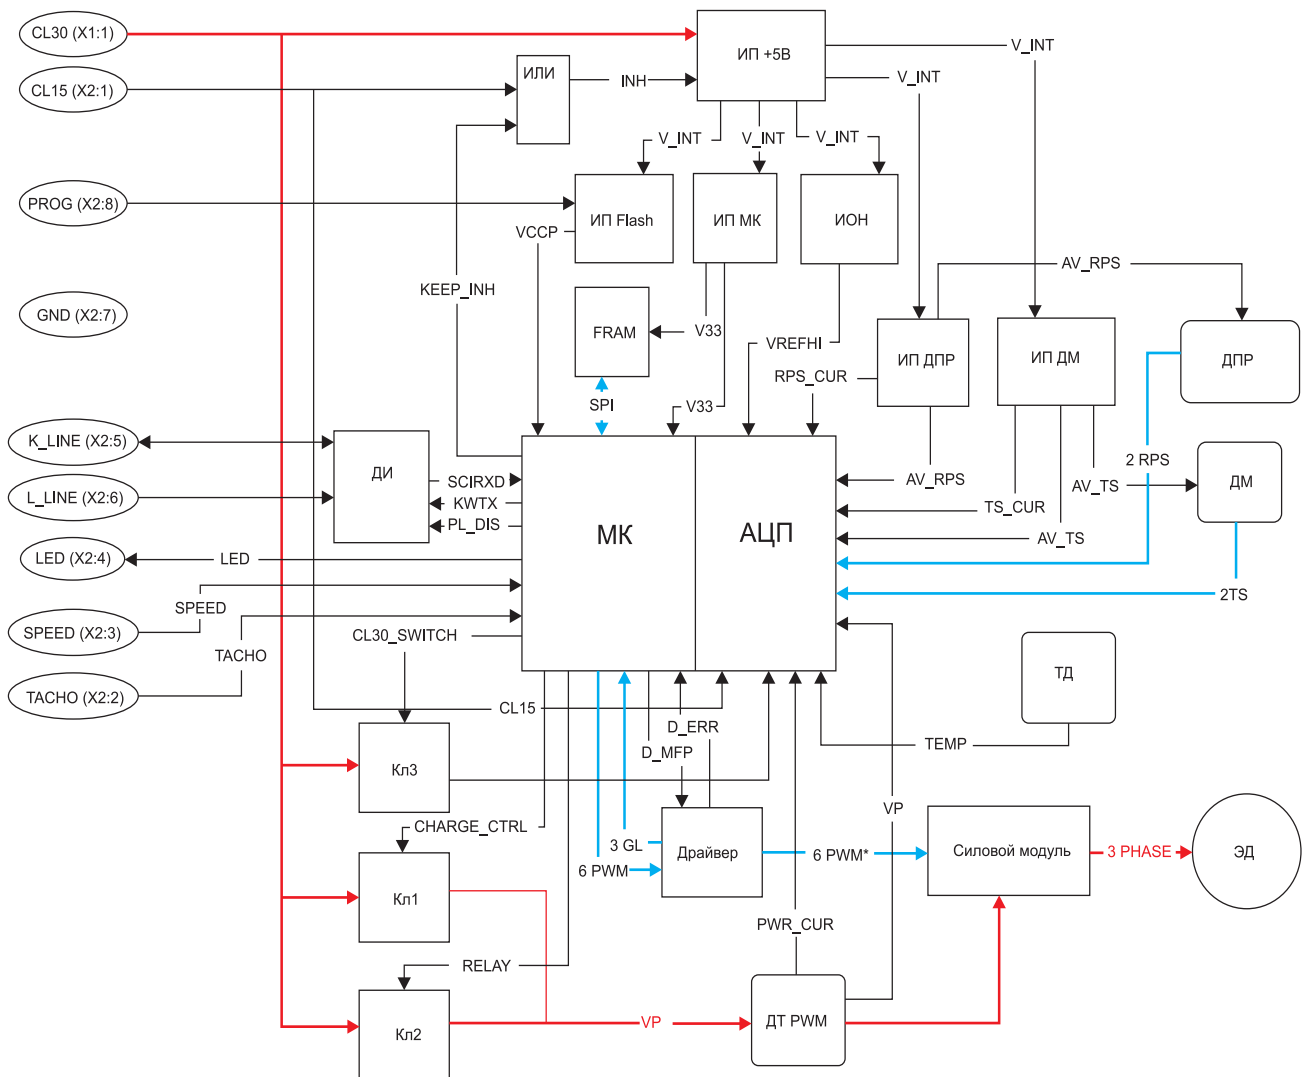 CL30 (X1:1)
ИП +5В
V_INT
ИЛИ
INH
V_INT
CL15 (X2:1)
V_INT
V_INT
V_INT
PROG (X2:8)
ИП Flash
ИП МК
ИОН
VCCP
AV_RPS
KEEP_INH
GND (X2:7)
FRAM
V33
VREFHI
ИП ДПР
ИП ДМ
ДПР
RPS_CUR
SPI
V33
K_LINE (X2:5)
ДИ
2 RPS
SCIRXD
AV_RPS
AV_TS
ДМ
L_LINE (X2:6)
KWTX
TS_CUR
PL_DIS
МК
АЦП
AV_TS
LED (X2:4)
LED
2TS
SPEED
SPEED (X2:3)
CL30_SWITCH
TACHO
ТД
TACHO (X2:2)
CL15
D_ERR
D_MFP
TEMP
Кл3
VP
CHARGE_CTRL
3 GL
Драйвер
6 PWM*
Силовой модуль
3 PHASE
ЭД
6 PWM
Кл1
PWR_CUR
RELAY
Кл2
VP
ДТ PWM